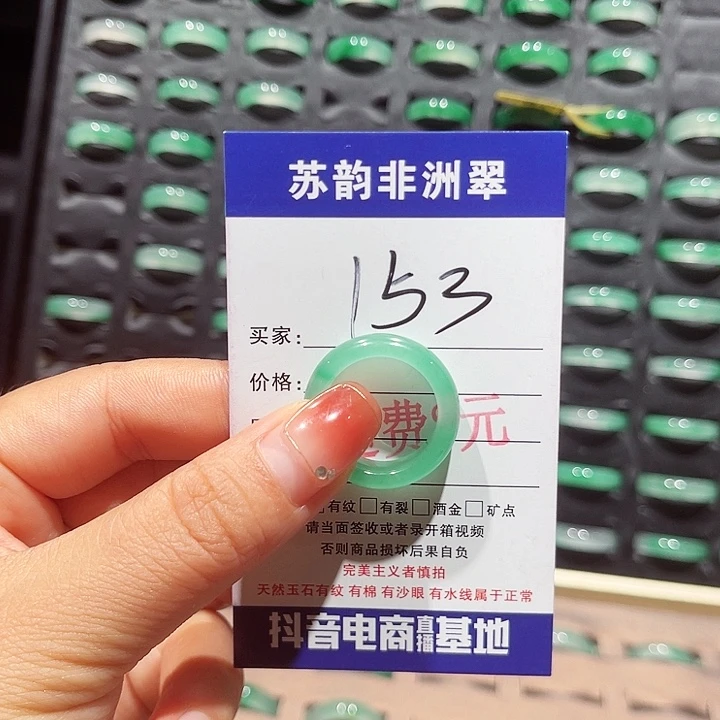 苏韵非洲翠
153
买家:
价格:
费 元
有纹□有裂□洒金□矿点
请当面签收或者录开箱视频
否则商品损坏后果自负
完美主义者慎拍
天然玉石有纹 有棉 有沙眼 有水线属于正常
抖音电商直播基地